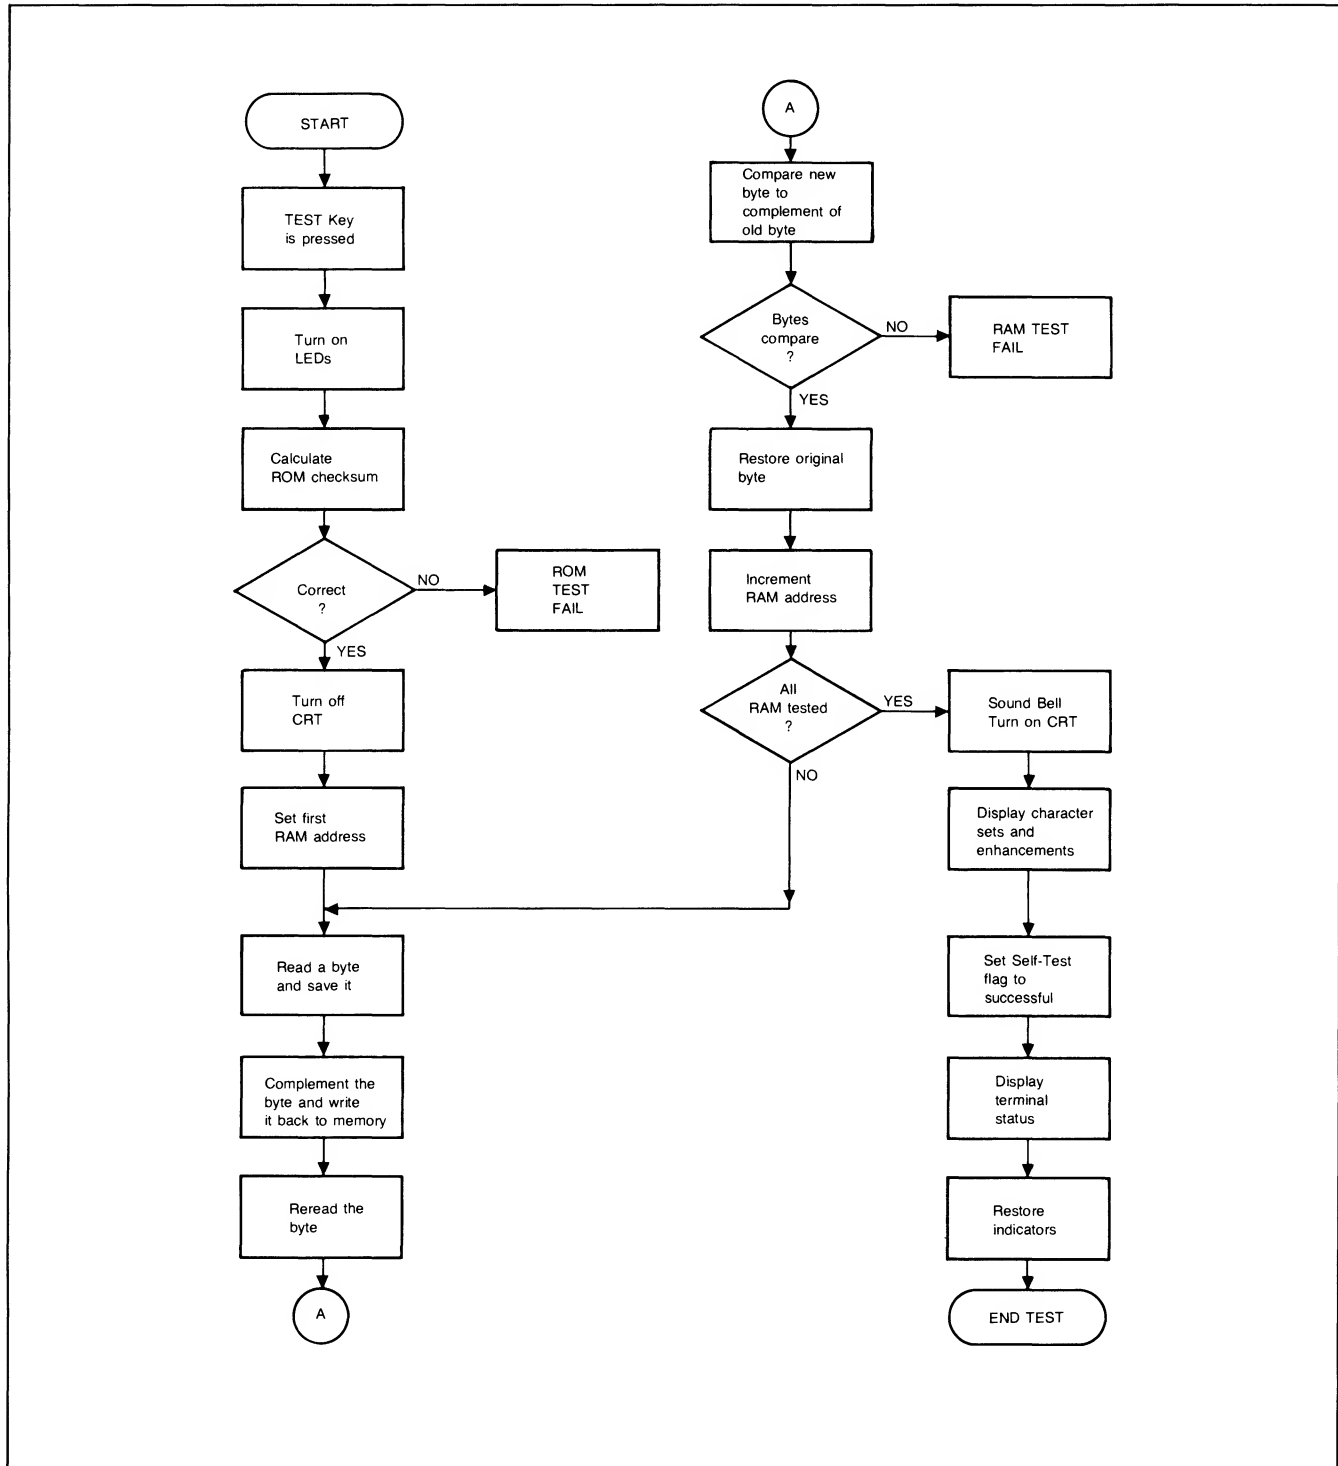 START
TEST Key
is pressed
Turn on
LEDs
Calculate
ROM checksum
Correct
?
NO
ROM
TEST
FAIL
YES
Turn off
CRT
Set first
RAM address
Read a byte
and save it
Complement the
byte and write
it back to memory
Reread the
byte
A
A
Compare new
byte to
complement of
old byte
Bytes
compare
?
NO
RAM TEST
FAIL
YES
Restore original
byte
Increment
RAM address
All
RAM tested
?
YES
NO
Sound Bell
Turn on CRT
Display character
sets and
enhancements
Set Self-Test
flag to
successful
Display
terminal
status
Restore
indicators
END TEST